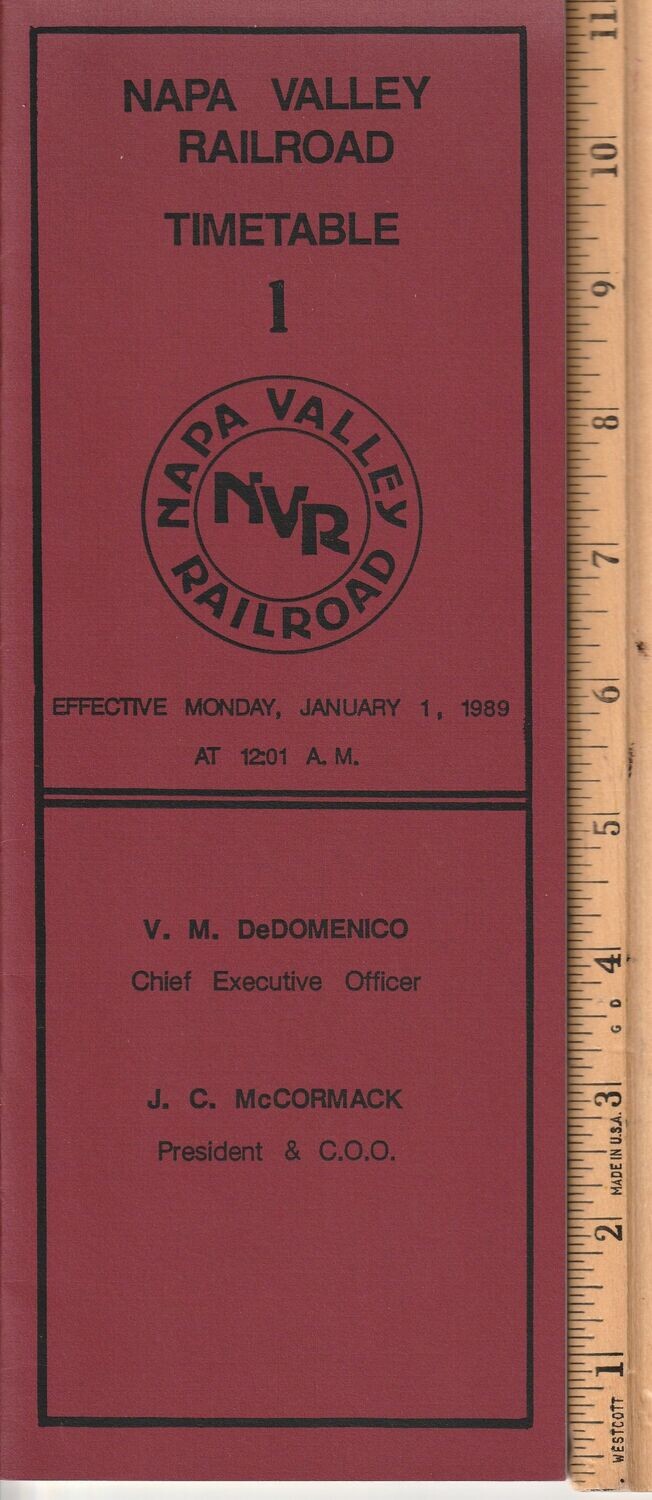 NAPA VALLEY
RAILROAD
TIMETABLE
1
NAPA VALLEY
NVR
RAILROAD
EFFECTIVE MONDAY, JANUARY 1, 1989
AT 12:01 A. M.
V. M. DeDOMENICO
Chief Executive Officer
J. C. McCORMACK
President & C.O.O.
11
10
9
8
7
6
5
4
G D
3
MADE IN U.S.A.
2
1
WESTCOTT